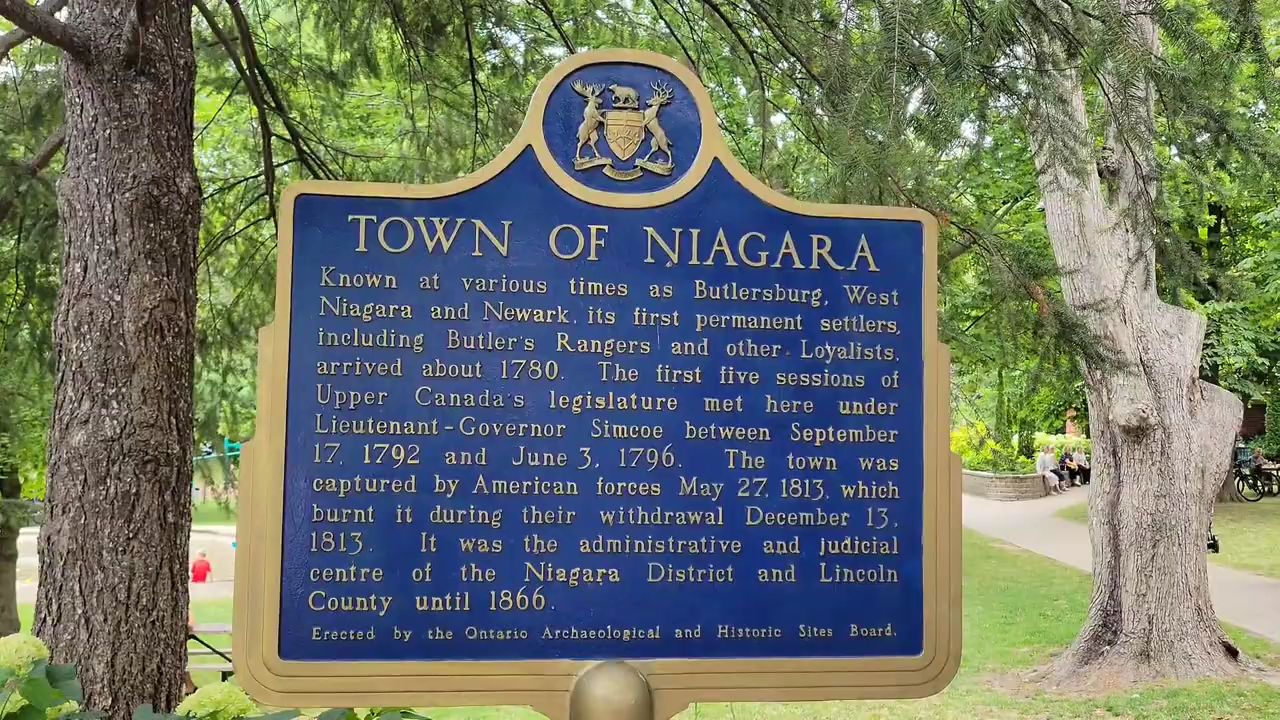 TOWN OF NIAGARA
Known at various times as Butlersburg, West
Niagara and Newark, its first permanent settlers,
including Butler's Rangers and other Loyalists,
arrived about 1780. The first five sessions of
Upper Canada's legislature met here under
Lieutenant-Governor Simcoe between September
17, 1792 and June 3, 1796. The town was
captured by American forces May 27, 1813, which
burnt it during their withdrawal December 13,
1813. It was the administrative and judicial
centre of the Niagara District and Lincoln
County until 1866.
Erected by the Ontario Archaeological and Historic Sites Board.